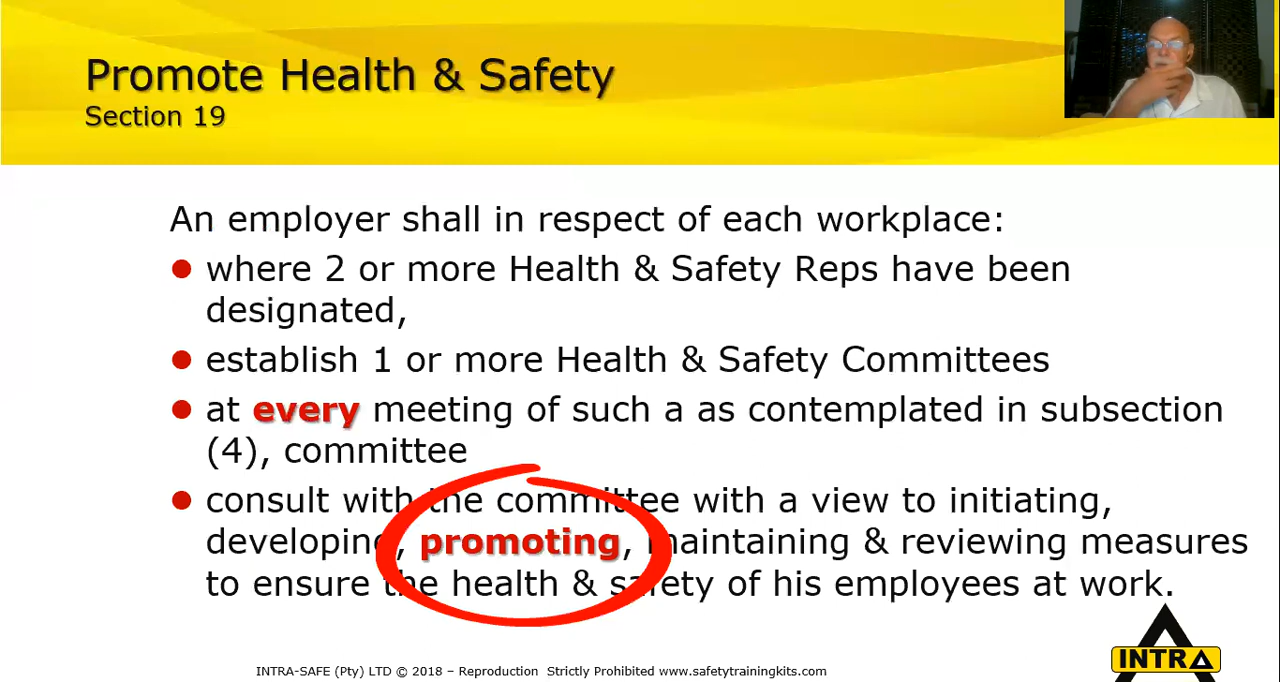 Promote Health & Safety
Section 19
An employer shall in respect of each workplace:
where 2 or more Health & Safety Reps have been
designated,
establish 1 or more Health & Safety Committees
at every meeting of such a as contemplated in subsection
(4), committee
consult with the committee with a view to initiating,
developing, promoting, maintaining & reviewing measures
to ensure the health & safety of his employees at work.
INTRA-SAFE (Pty) LTD © 2018 – Reproduction Strictly Prohibited www.safetytrainingkits.com
INTRA